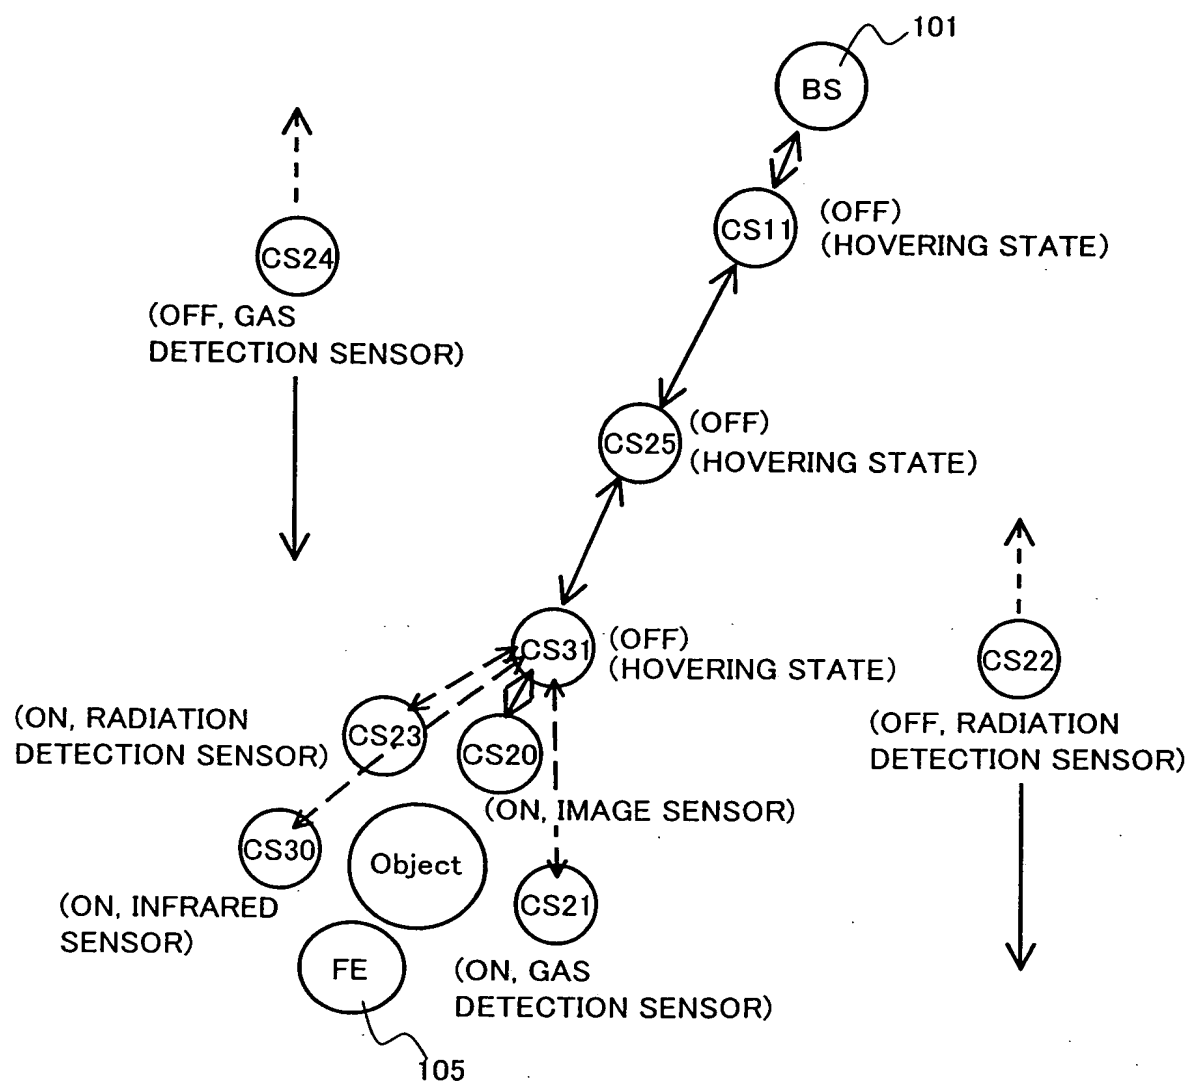 101
BS
CS11
(OFF)
(HOVERING STATE)
CS24
(OFF, GAS
DETECTION SENSOR)
CS25
(OFF)
(HOVERING STATE)
CS31
(OFF)
(HOVERING STATE)
CS22
(OFF, RADIATION
DETECTION SENSOR)
(ON, RADIATION
DETECTION SENSOR)
CS23
CS20
(ON, IMAGE SENSOR)
CS30
(ON, INFRARED
SENSOR)
Object
CS21
(ON, GAS
DETECTION SENSOR)
FE
105